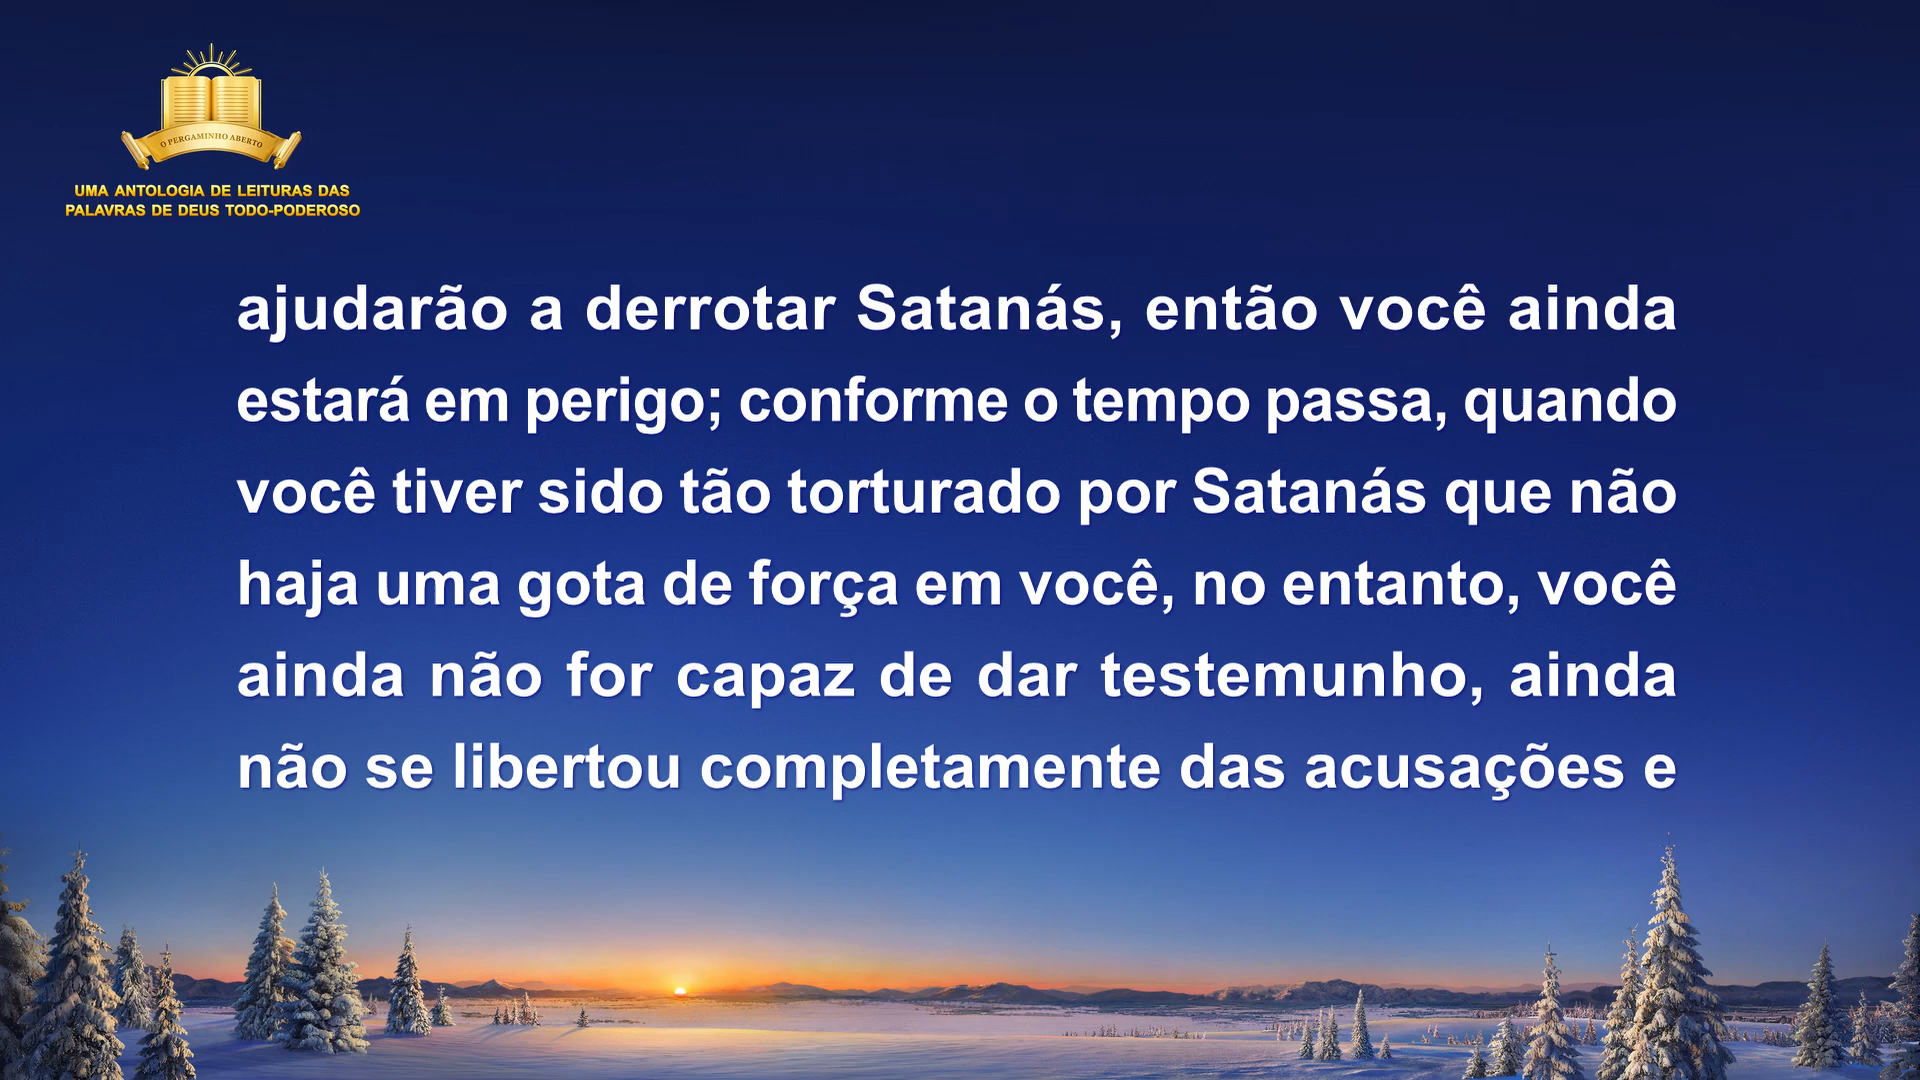 O PERGAMINHO ABERTO
UMA ANTOLOGIA DE LEITURAS DAS
PALAVRAS DE DEUS TODO-PODEROSO
ajudarão a derrotar Satanás, então você ainda
estará em perigo; conforme o tempo passa, quando
você tiver sido tão torturado por Satanás que não
haja uma gota de força em você, no entanto, você
ainda não for capaz de dar testemunho, ainda
não se libertou completamente das acusações e